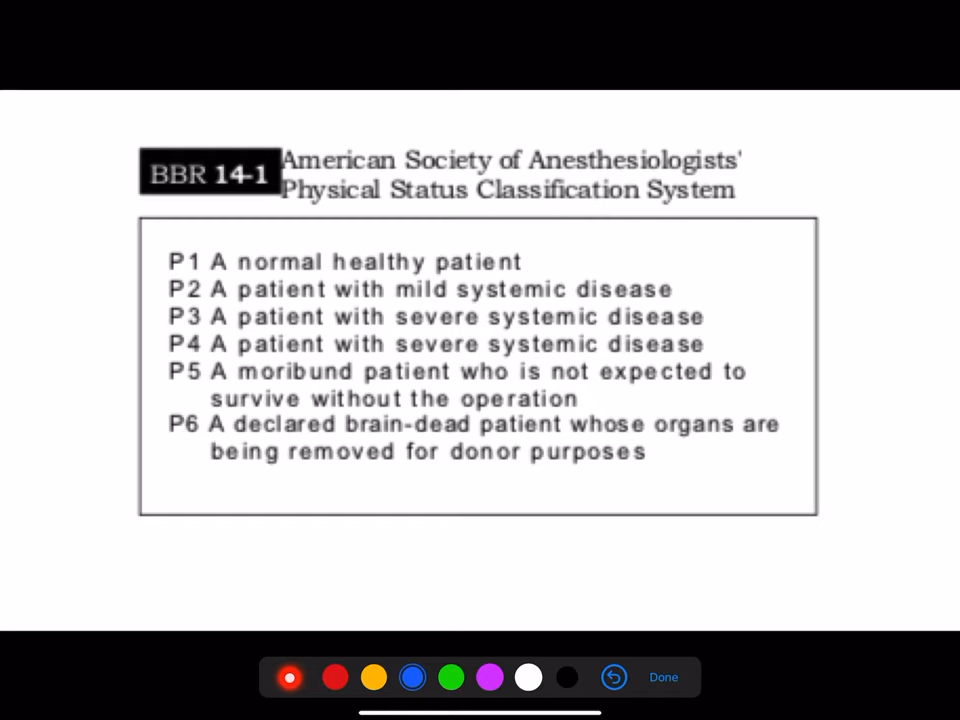 BBR 14-1
American Society of Anesthesiologists'
Physical Status Classification System
P1 A normal healthy patient
P2 A patient with mild systemic disease
P3 A patient with severe systemic disease
P4 A patient with severe systemic disease
P5 A moribund patient who is not expected to
survive without the operation
P6 A declared brain-dead patient whose organs are
being removed for donor purposes
Done